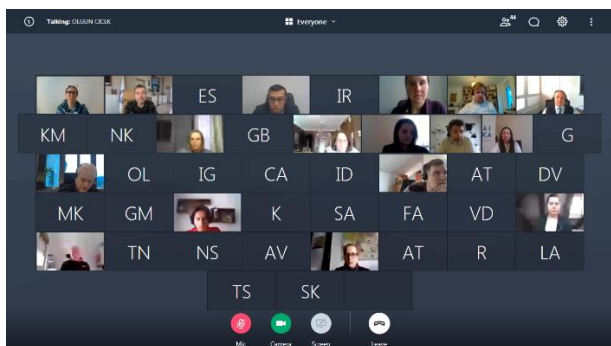 Talking: OLGUN CICEK
Everyone
44
ES IR
KM NK GB G
OL IG CA ID AT DV
MK GM K SA FA VD
TN NS AV AT R LA
TS SK
Mic Camera Screen Leave